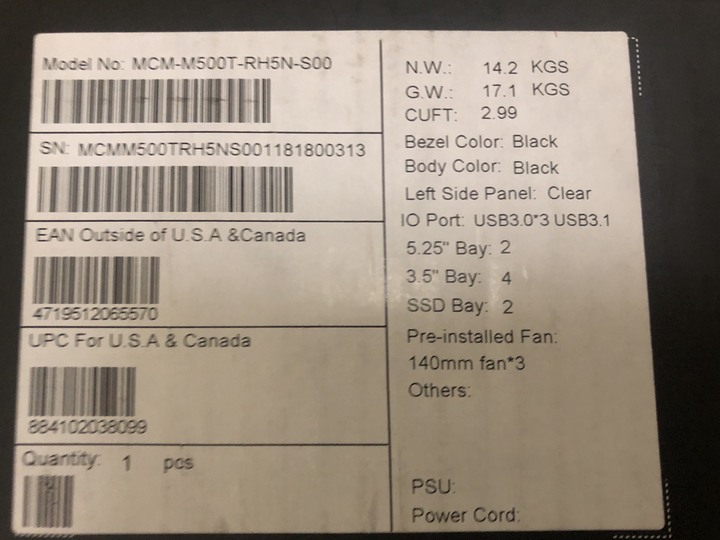 Model No: MCM-M500T-RH5N-S00
SN: MCMM500TRH5NS001181800313
EAN Outside of U.S.A &Canada
4719512065570
UPC For U.S.A & Canada
884102038099
Quantity: 1 pcs
N.W.: 14.2 KGS
G.W.: 17.1 KGS
CUFT: 2.99
Bezel Color: Black
Body Color: Black
Left Side Panel: Clear
IO Port: USB3.0*3 USB3.1
5.25" Bay: 2
3.5" Bay: 4
SSD Bay: 2
Pre-installed Fan:
140mm fan*3
Others:
PSU:
Power Cord: